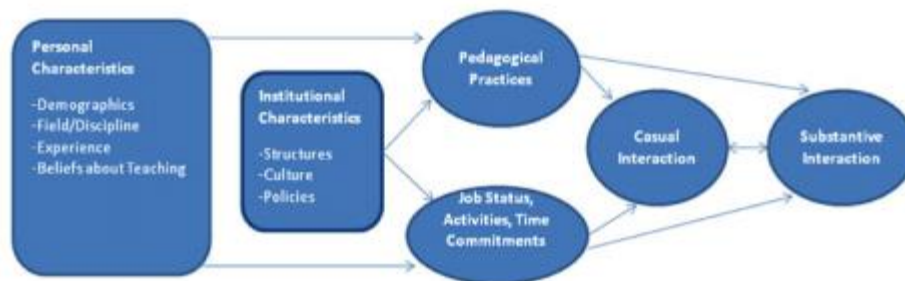 Personal
Characteristics
-Demographics
-Field/Discipline
-Experience
-Beliefs about Teaching
Institutional
Characteristics
-Structures
-Culture
-Policies
Pedagogical
Practices
Job Status,
Activities, Time
Commitments
Casual
Interaction
Substantive
Interaction